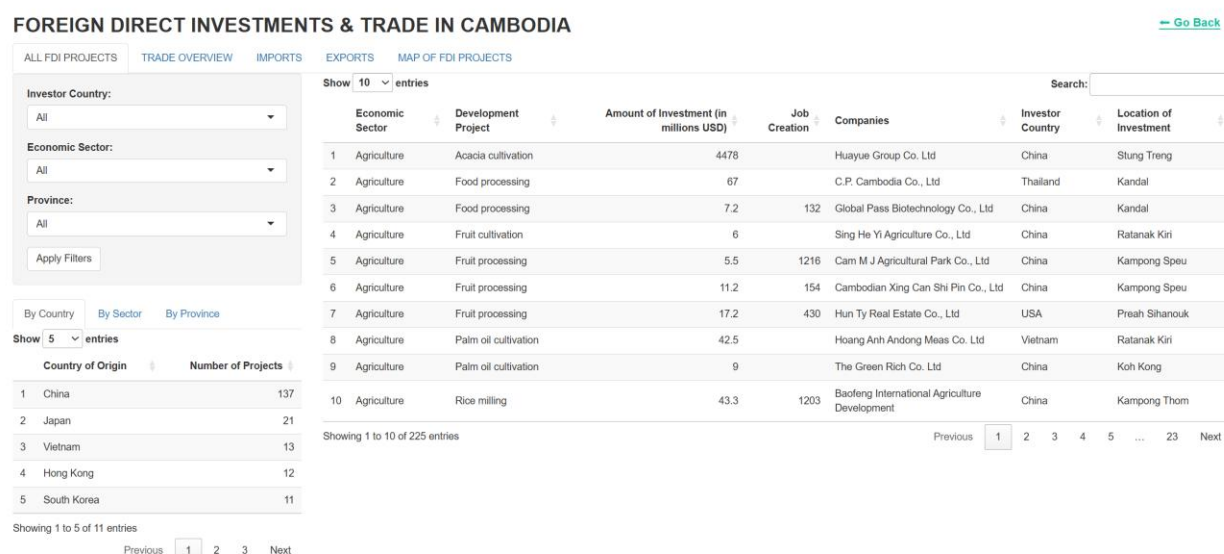 FOREIGN DIRECT INVESTMENTS & TRADE IN CAMBODIA
← Go Back
ALL FDI PROJECTS TRADE OVERVIEW IMPORTS EXPORTS MAP OF FDI PROJECTS
Investor Country:
All
Economic Sector:
All
Province:
All
Apply Filters
By Country By Sector By Province
Show 5 entries
Country of Origin Number of Projects
1 China 137
2 Japan 21
3 Vietnam 13
4 Hong Kong 12
5 South Korea 11
Showing 1 to 5 of 11 entries
Previous 1 2 3 Next
Show 10 entries
Search:
Economic Sector Development Project Amount of Investment (in millions USD) Job Creation Companies Investor Country Location of Investment
1 Agriculture Acacia cultivation 4478 Huayue Group Co. Ltd China Stung Treng
2 Agriculture Food processing 67 C.P. Cambodia Co., Ltd Thailand Kandal
3 Agriculture Food processing 7.2 132 Global Pass Biotechnology Co., Ltd China Kandal
4 Agriculture Fruit cultivation 6 Sing He Yi Agriculture Co., Ltd China Ratanak Kiri
5 Agriculture Fruit processing 5.5 1216 Cam M J Agricultural Park Co., Ltd China Kampong Speu
6 Agriculture Fruit processing 11.2 154 Cambodian Xing Can Shi Pin Co., Ltd China Kampong Speu
7 Agriculture Fruit processing 17.2 430 Hun Ty Real Estate Co., Ltd USA Preah Sihanouk
8 Agriculture Palm oil cultivation 42.5 Hoang Anh Andong Meas Co. Ltd Vietnam Ratanak Kiri
9 Agriculture Palm oil cultivation 9 The Green Rich Co. Ltd China Koh Kong
10 Agriculture Rice milling 43.3 1203 Baofeng International Agriculture Development China Kampong Thom
Showing 1 to 10 of 225 entries
Previous 1 2 3 4 5 … 23 Next